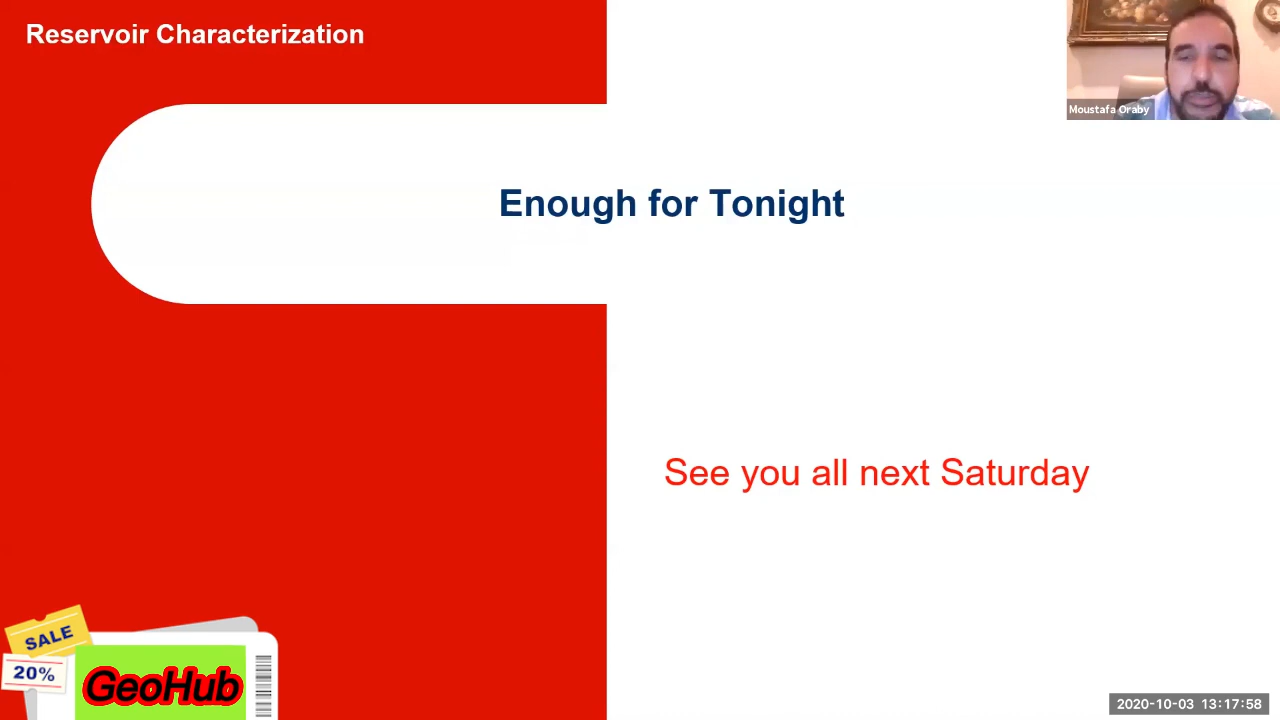 Reservoir Characterization
Moustafa Oraby
Enough for Tonight
See you all next Saturday
SALE
20%
GeoHub
2020-10-03 13:17:58